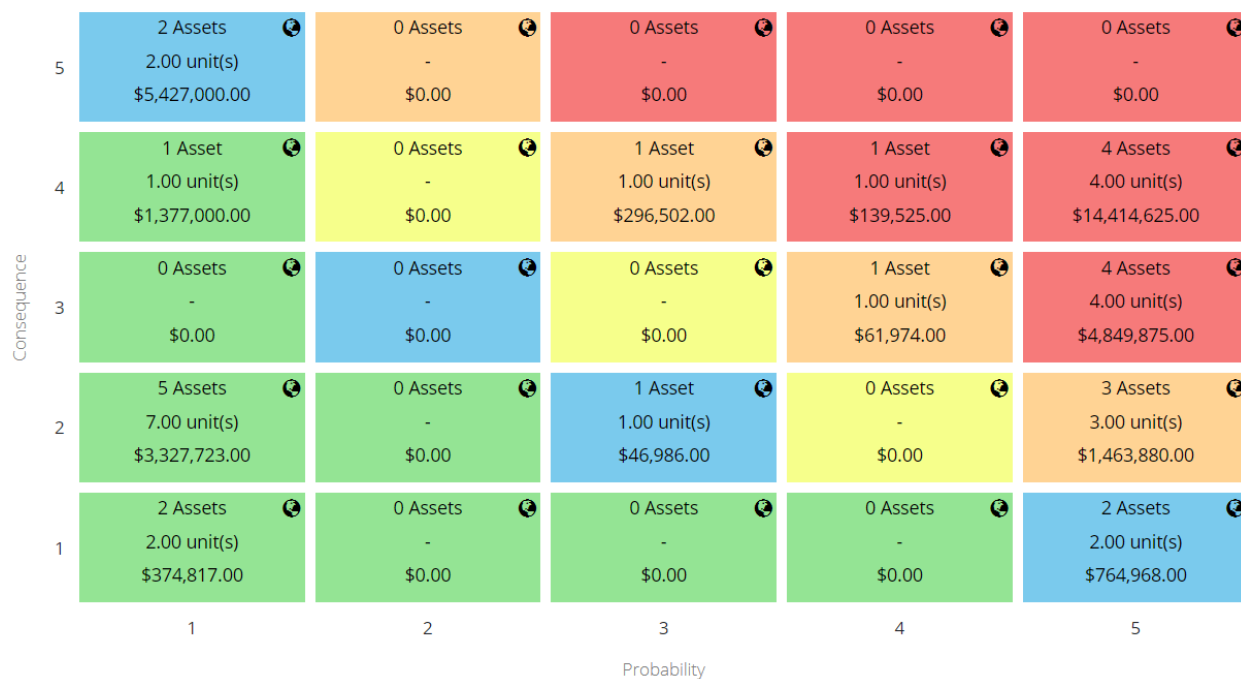 2 Assets
2.00 unit(s)
$5,427,000.00
0 Assets
-
$0.00
0 Assets
-
$0.00
0 Assets
-
$0.00
0 Assets
-
$0.00
5
1 Asset
1.00 unit(s)
$1,377,000.00
0 Assets
-
$0.00
1 Asset
1.00 unit(s)
$296,502.00
1 Asset
1.00 unit(s)
$139,525.00
4 Assets
4.00 unit(s)
$14,414,625.00
4
0 Assets
-
$0.00
0 Assets
-
$0.00
0 Assets
-
$0.00
1 Asset
1.00 unit(s)
$61,974.00
4 Assets
4.00 unit(s)
$4,849,875.00
3
Consequence
5 Assets
7.00 unit(s)
$3,327,723.00
0 Assets
-
$0.00
1 Asset
1.00 unit(s)
$46,986.00
0 Assets
-
$0.00
3 Assets
3.00 unit(s)
$1,463,880.00
2
2 Assets
2.00 unit(s)
$374,817.00
0 Assets
-
$0.00
0 Assets
-
$0.00
0 Assets
-
$0.00
2 Assets
2.00 unit(s)
$764,968.00
1
1
2
3
4
5
Probability